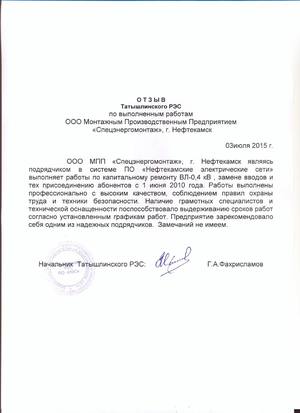 О Т З Ы В
Татышлинского РЭС
по выполненным работам
ООО Монтажным Производственным Предприятием
«Спецэнергомонтаж», г. Нефтекамск
03июля 2015 г.
ООО МПП «Спецэнергомонтаж», г. Нефтекамск являясь
подрядчиком в системе ПО «Нефтекамские электрические сети»
выполняет работы по капитальному ремонту ВЛ-0,4 кВ , замене вводов и
тех присоединению абонентов с 1 июня 2010 года. Работы выполнены
профессионально с высоким качеством, соблюдением правил охраны
труда и техники безопасности. Наличие грамотных специалистов и
технической оснащенности поспособствовало выдерживанию сроков работ
согласно установленным графикам работ. Предприятие зарекомендовало
себя одним из надежных подрядчиков. Замечаний не имеем.
Начальник Татышлинского РЭС: Г.А.Фахрисламов